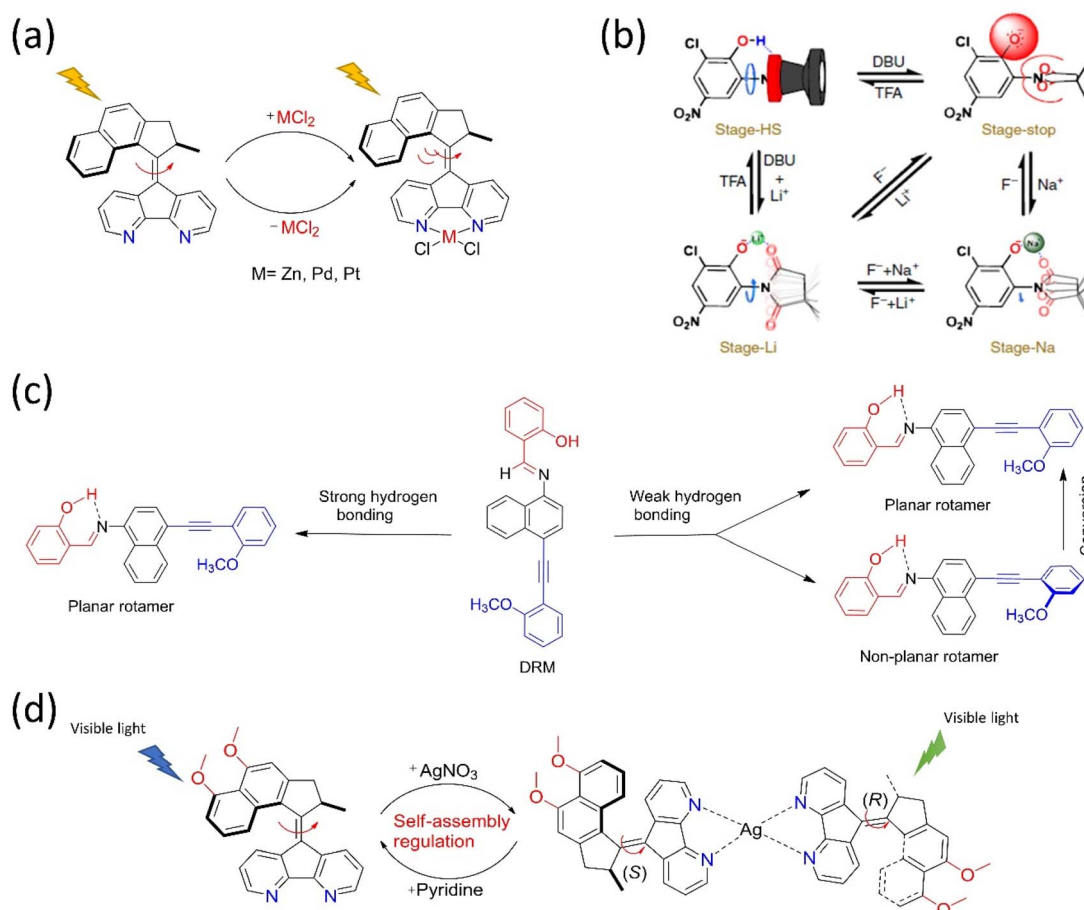 (a)
+MCl2
−MCl2
N
N
N
N
M
Cl
Cl
M= Zn, Pd, Pt
(b)
Cl
O-H
N
O2N
Stage-HS
DBU
TFA
Cl
O
N
O
O
O2N
Stage-stop
TFA
DBU
+
Li+
F−
Li+
F−
Na+
Cl
O−
Li+
O
N
O
O2N
Stage-Li
F−+Na+
F−+Li+
Cl
O−
Na+
O
N
O
O2N
Stage-Na
(c)
O
H
N
H3CO
Planar rotamer
Strong hydrogen
bonding
OH
H
N
H3CO
DRM
Weak hydrogen
bonding
O
H
N
H3CO
Planar rotamer
O
H
N
H3CO
Non-planar rotamer
(d)
Visible light
O
O
N
N
+AgNO3
Self-assembly
regulation
+Pyridine
O
O
(S)
N
N
Ag
N
N
(R)
O
O
Visible light